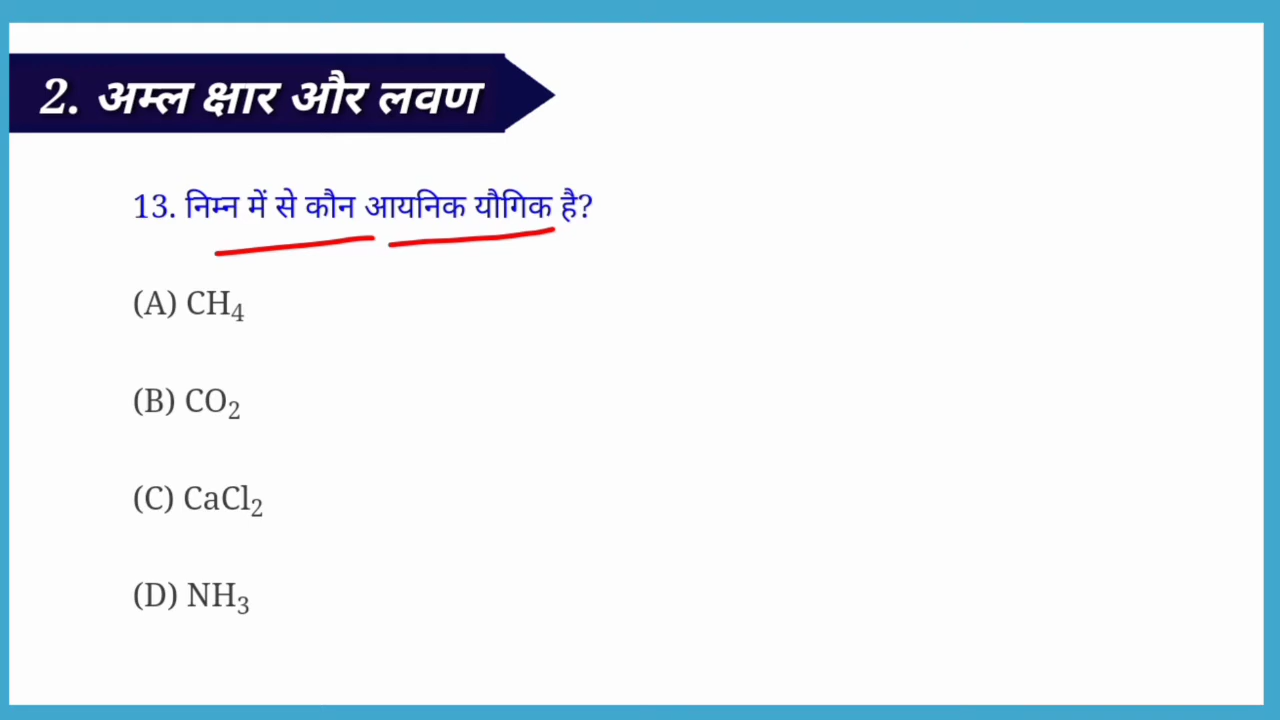 2. अम्ल क्षार और लवण
13. निम्न में से कौन आयनिक यौगिक है?
(A) CH₄
(B) CO₂
(C) CaCl₂
(D) NH₃